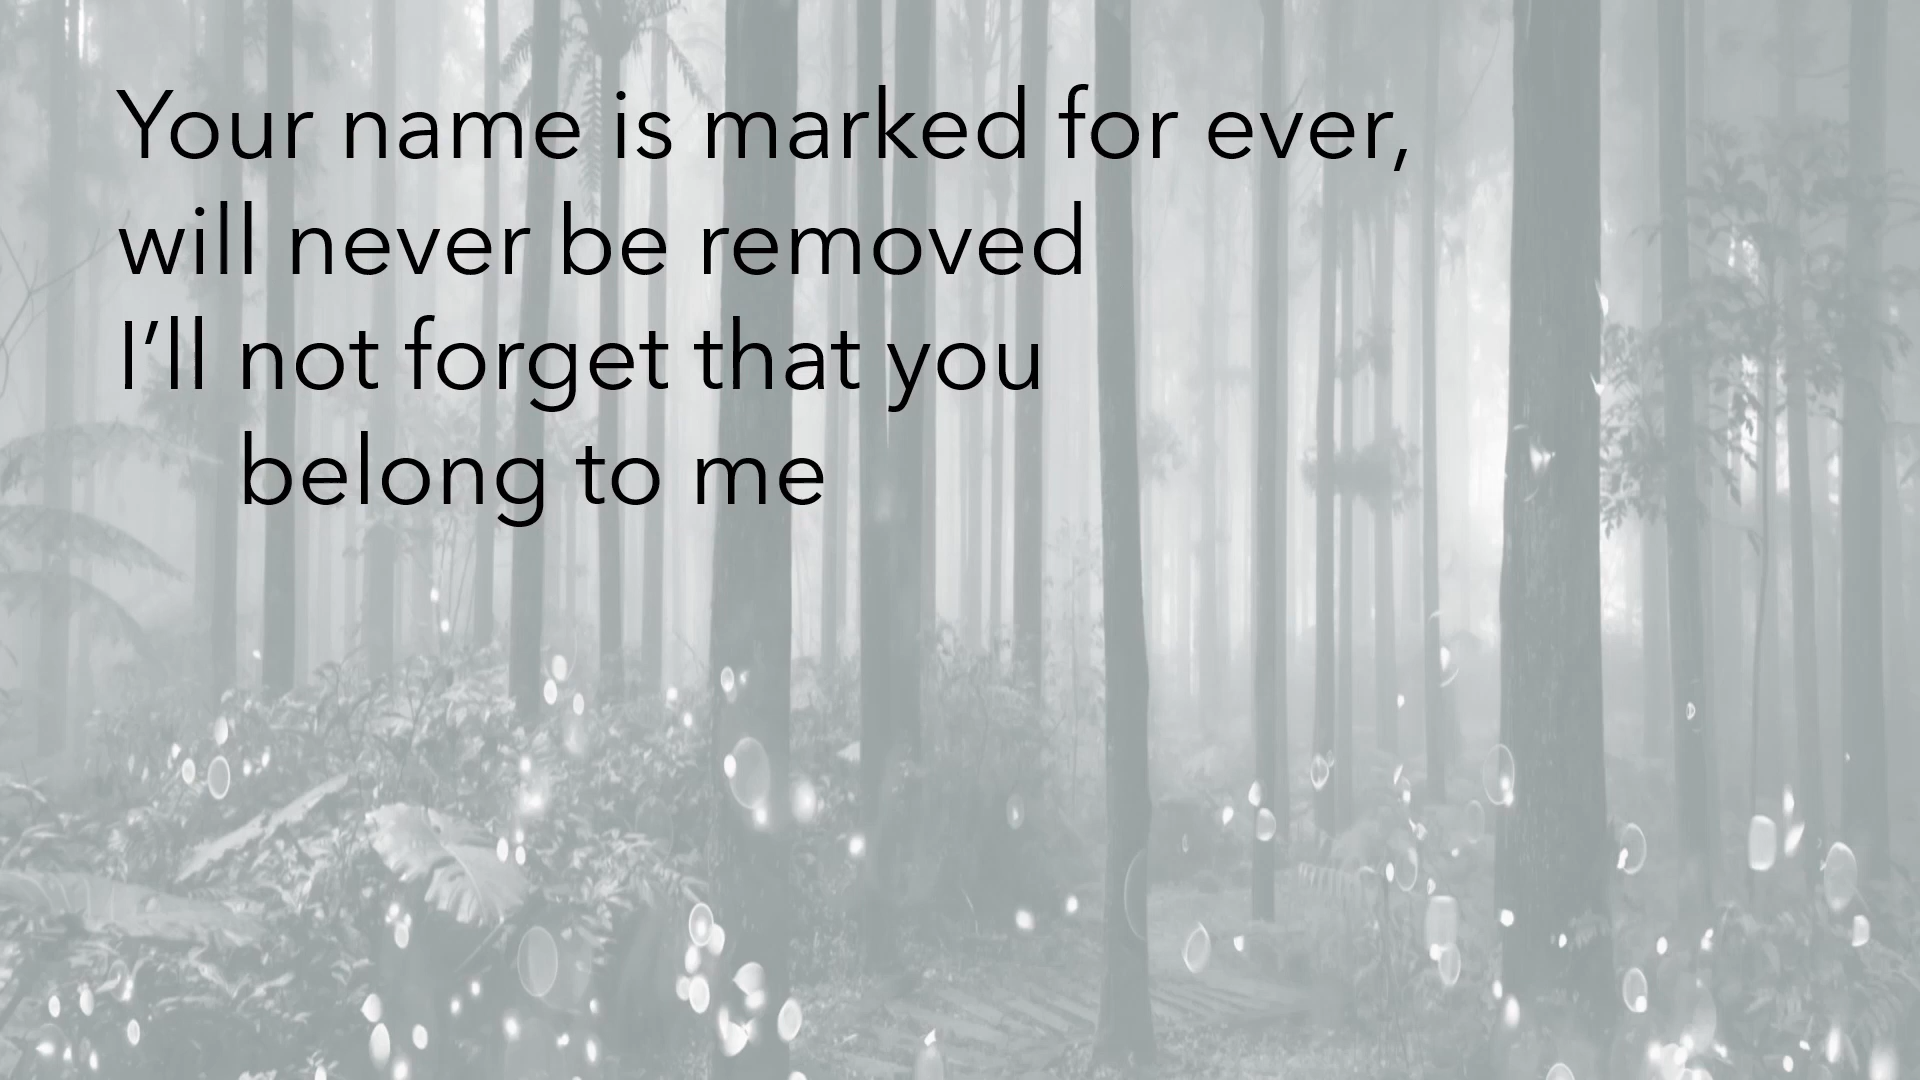 Your name is marked for ever,
will never be removed
I’ll not forget that you
belong to me